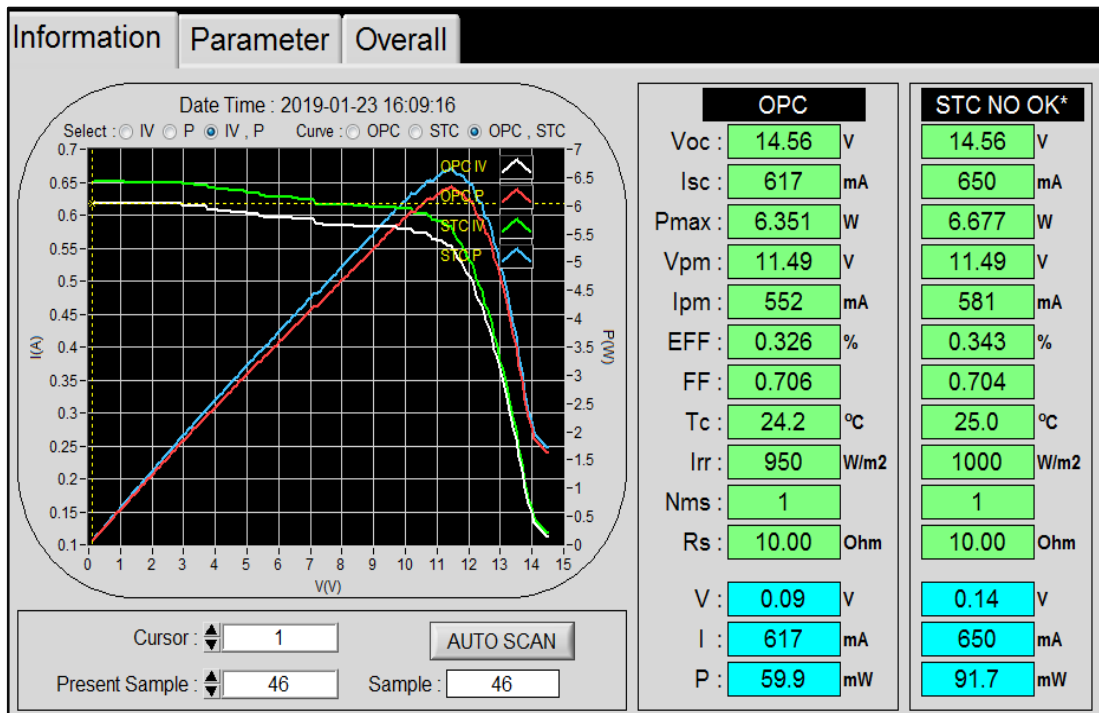 Information Parameter Overall
Date Time : 2019-01-23 16:09:16
Select : IV P IV , P Curve : OPC STC OPC , STC
OPC IV
OPC P
STC IV
STC P
I(A)
0.7
0.65
0.6
0.55
0.5
0.45
0.4
0.35
0.3
0.25
0.2
0.15
0.1
P(W)
7
6.5
6
5.5
5
4.5
4
3.5
3
2.5
2
1.5
1
0.5
0
0 1 2 3 4 5 6 7 8 9 10 11 12 13 14 15
V(V)
Cursor : 1 AUTO SCAN
Present Sample : 46 Sample : 46
OPC STC NO OK*
Voc : 14.56 V 14.56 V
Isc : 617 mA 650 mA
Pmax : 6.351 W 6.677 W
Vpm : 11.49 V 11.49 V
Ipm : 552 mA 581 mA
EFF : 0.326 % 0.343 %
FF : 0.706 0.704
Tc : 24.2 ºC 25.0 ºC
Irr : 950 W/m2 1000 W/m2
Nms : 1 1
Rs : 10.00 Ohm 10.00 Ohm
V : 0.09 V 0.14 V
I : 617 mA 650 mA
P : 59.9 mW 91.7 mW